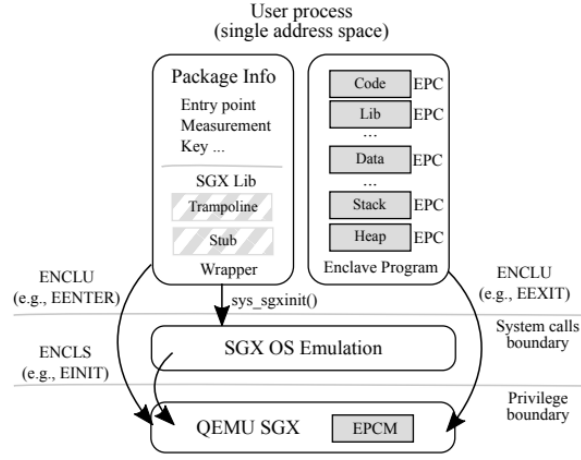 User process
(single address space)
Package Info
Entry point
Measurement
Key ...
SGX Lib
Trampoline
Stub
Wrapper
Code EPC
Lib EPC
...
Data EPC
...
Stack EPC
Heap EPC
Enclave Program
ENCLU
(e.g., EENTER)
sys_sgxinit()
ENCLU
(e.g., EEXIT)
System calls
boundary
SGX OS Emulation
ENCLS
(e.g., EINIT)
Privilege
boundary
QEMU SGX
EPCM